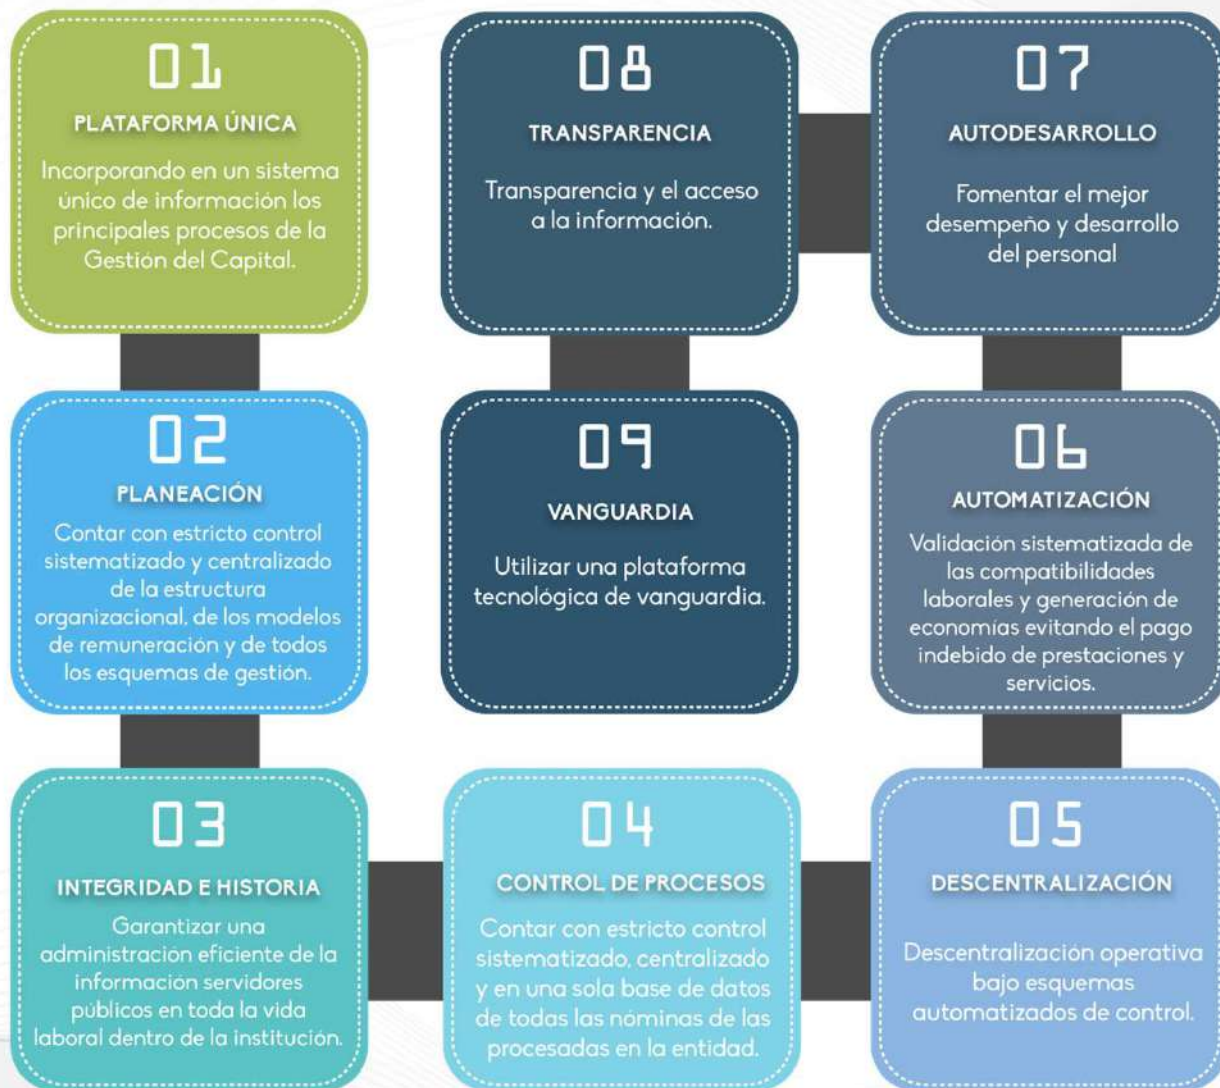 01
PLATAFORMA ÚNICA
Incorporando en un sistema
único de información los
principales procesos de la
Gestión del Capital.
02
PLANEACIÓN
Contar con estricto control
sistematizado y centralizado
de la estructura
organizacional, de los modelos
de remuneración y de todos
los esquemas de gestión.
03
INTEGRIDAD E HISTORIA
Garantizar una
administración eficiente de la
información servidores
públicos en toda la vida
laboral dentro de la institución.
04
CONTROL DE PROCESOS
Contar con estricto control
sistematizado, centralizado
y en una sola base de datos
de todas las nóminas de las
procesadas en la entidad.
05
DESCENTRALIZACIÓN
Descentralización operativa
bajo esquemas
automatizados de control.
06
AUTOMATIZACIÓN
Validación sistematizada de
las compatibilidades
laborales y generación de
economías evitando el pago
indebido de prestaciones y
servicios.
07
AUTODESARROLLO
Fomentar el mejor
desempeño y desarrollo
del personal
08
TRANSPARENCIA
Transparencia y el acceso
a la información.
09
VANGUARDIA
Utilizar una plataforma
tecnológica de vanguardia.